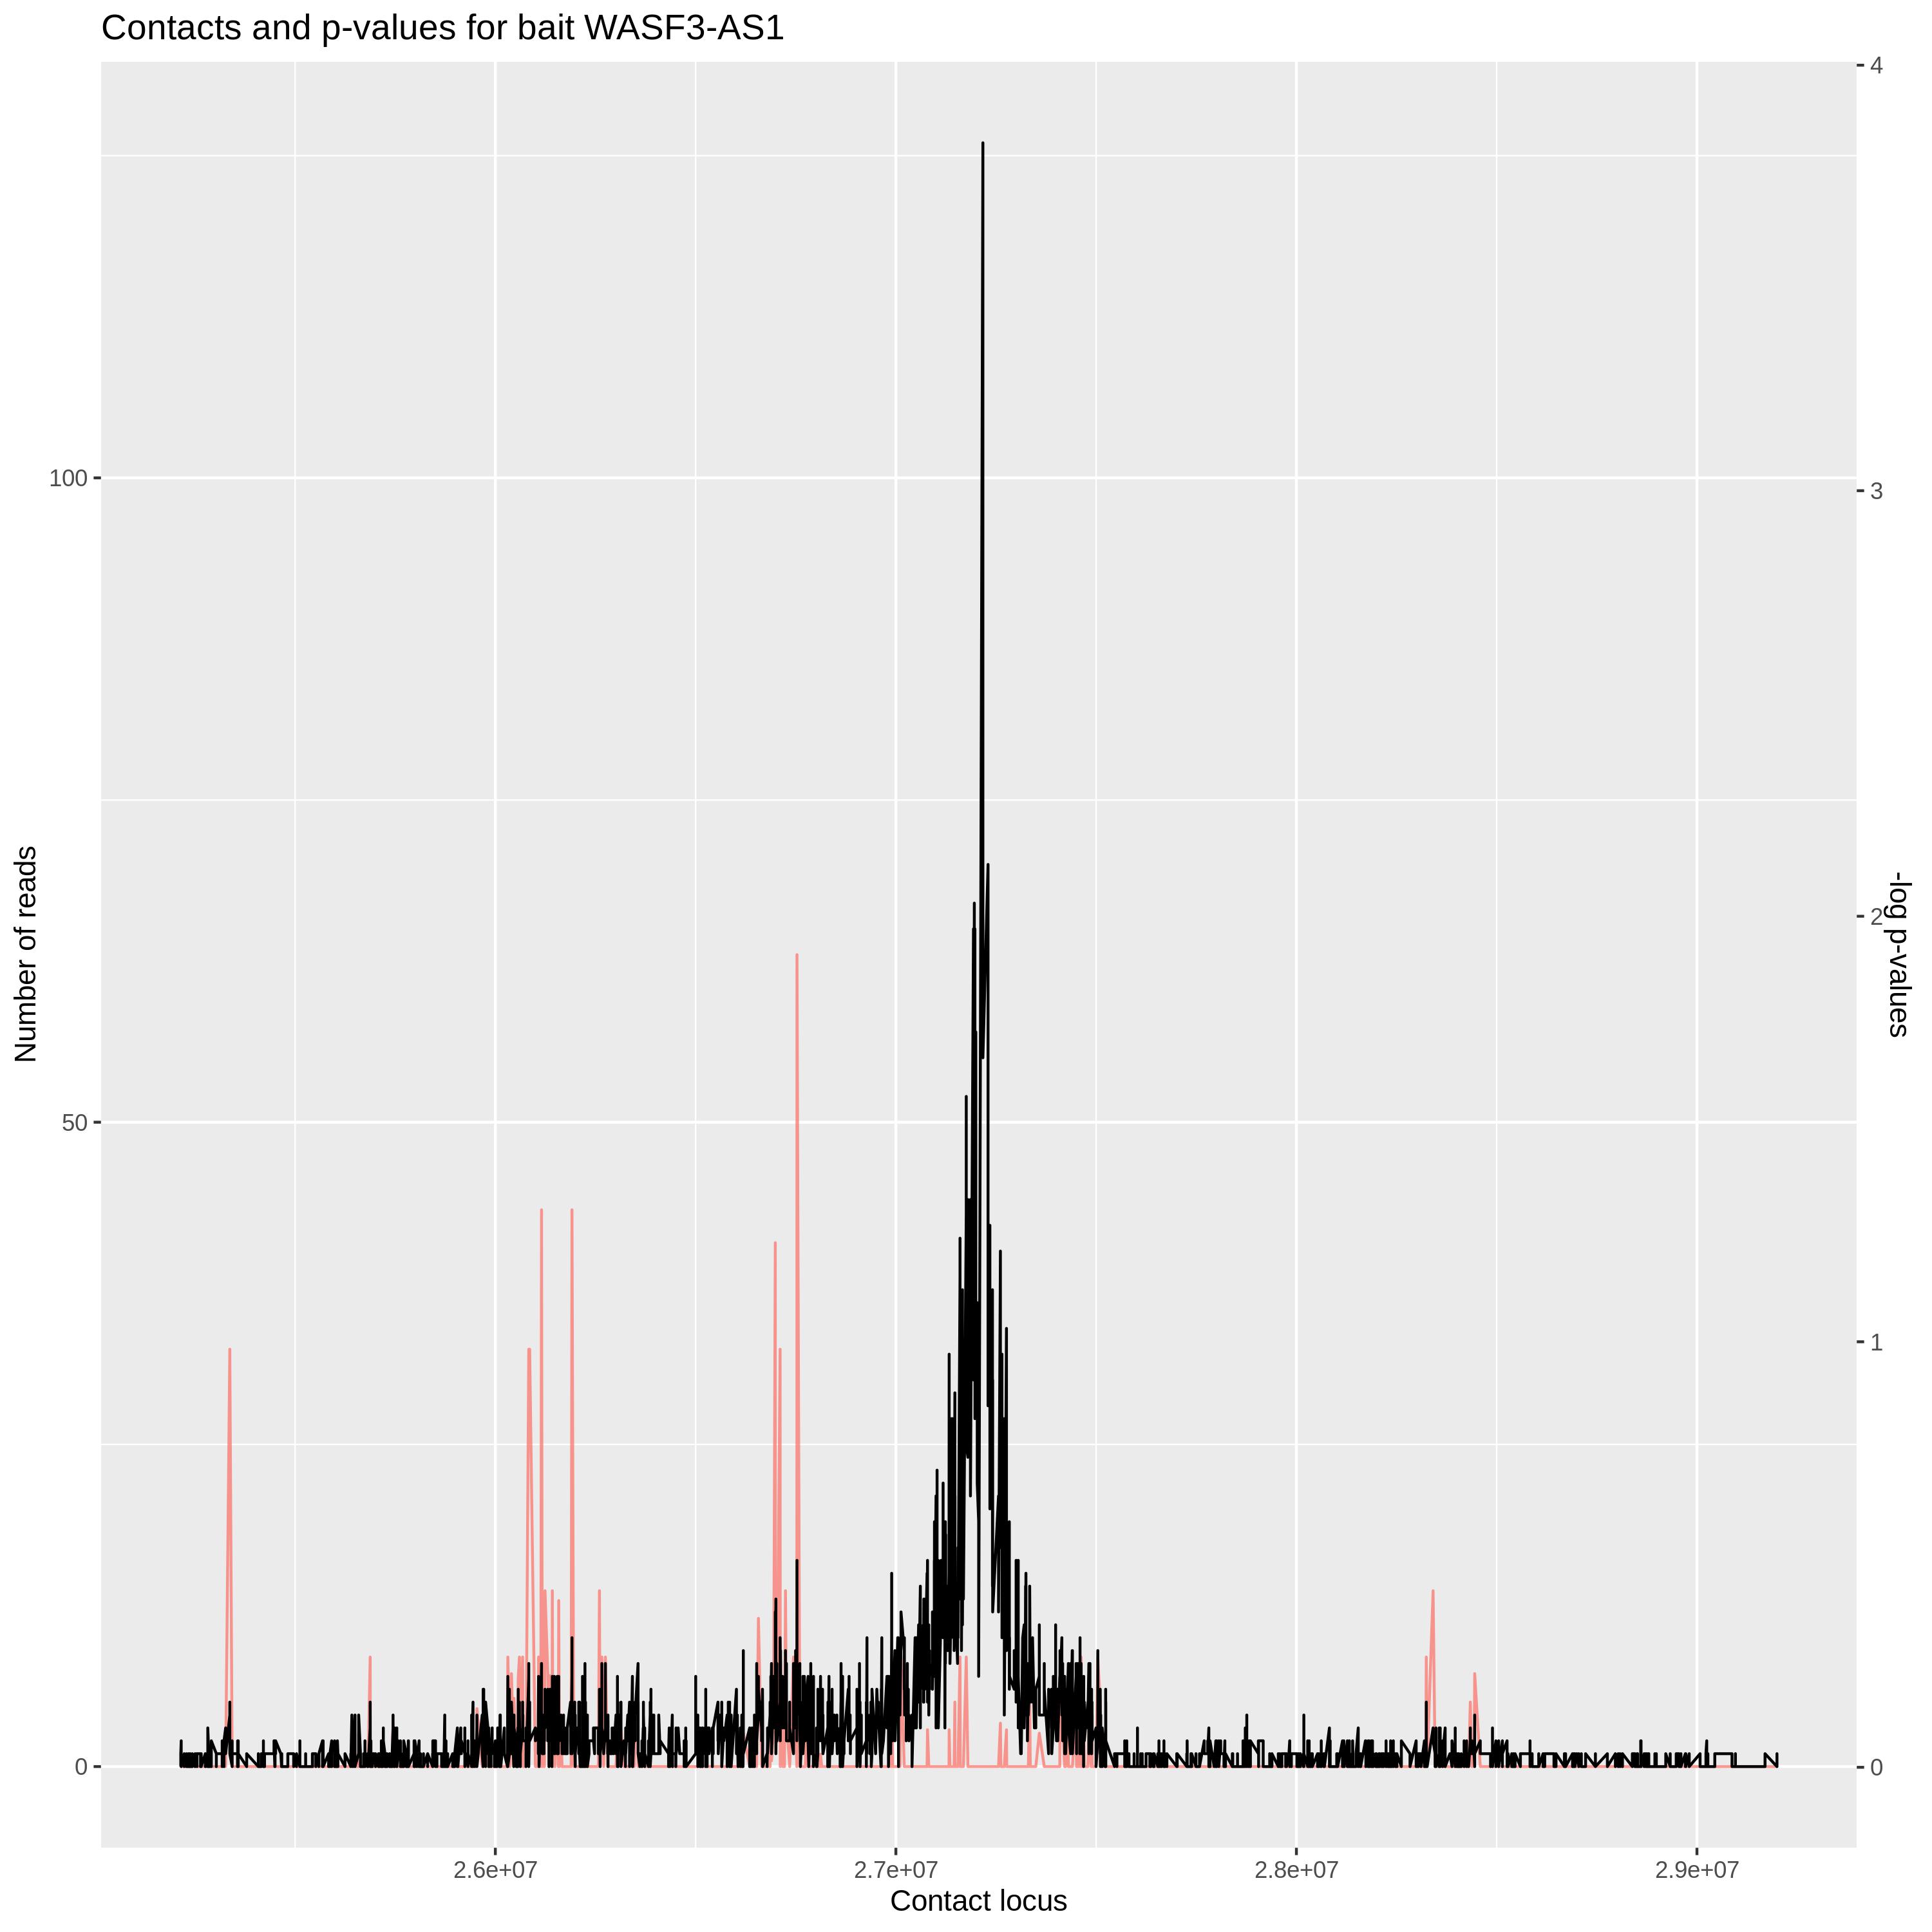 Contacts and p-values for bait WASF3-AS1
4
100
3
Number of reads
2
-log p-values
50
1
0
0
2.6e+07
2.7e+07
2.8e+07
2.9e+07
Contact locus